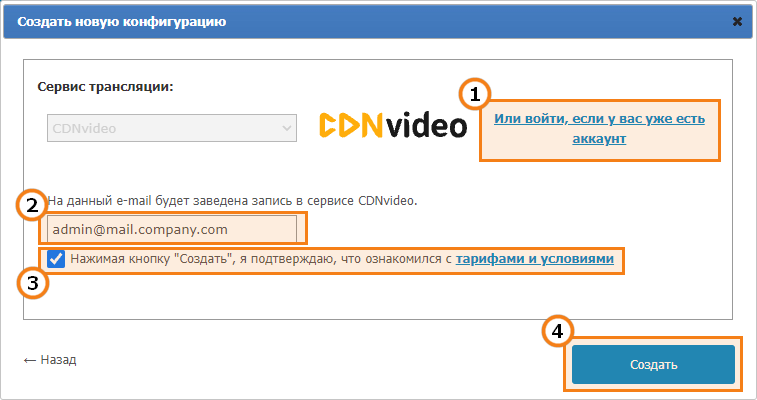 Создать новую конфигурацию
Сервис трансляции:
1
CDNvideo
CDNvideo
Или войти, если у вас уже есть
аккаунт
На данный e-mail будет заведена запись в сервисе CDNvideo.
2
admin@mail.company.com
Нажимая кнопку "Создать", я подтверждаю, что ознакомился с тарифами и условиями
3
4
← Назад
Создать